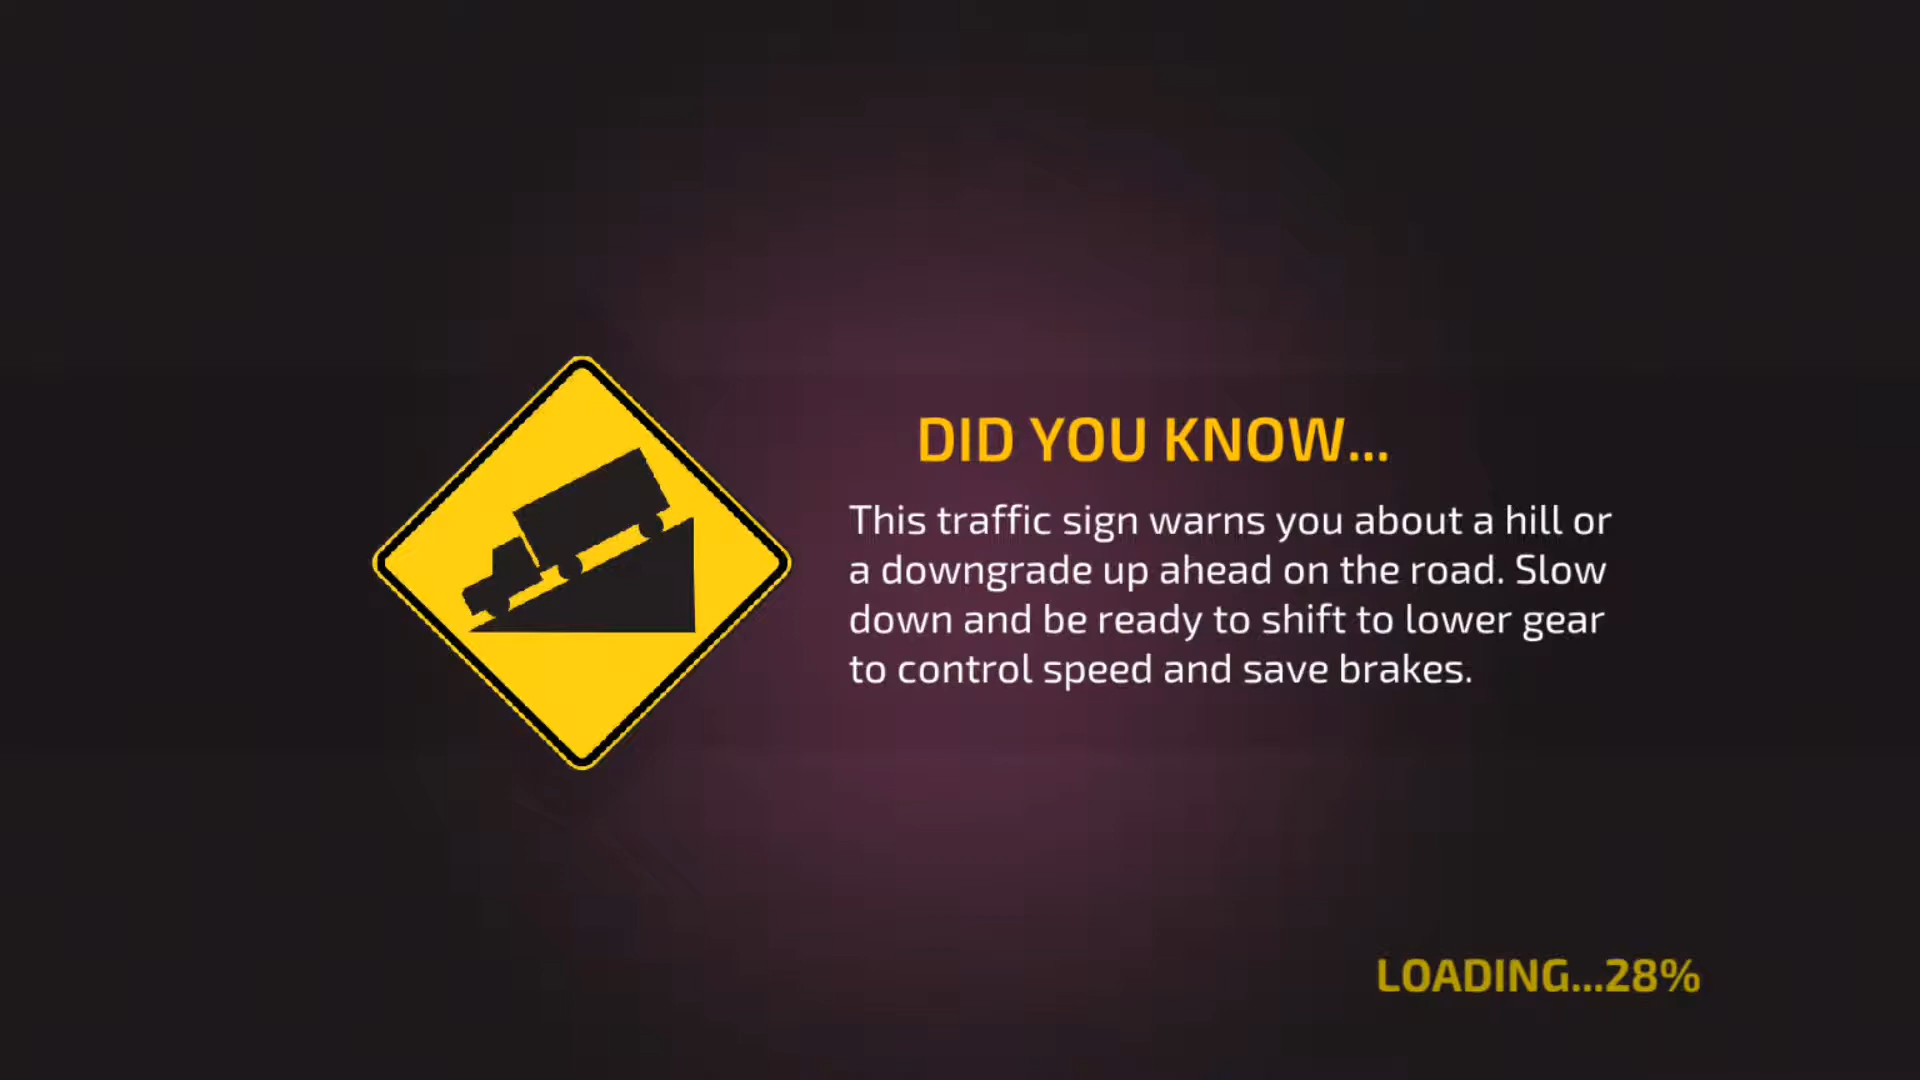 DID YOU KNOW...
This traffic sign warns you about a hill or
a downgrade up ahead on the road. Slow
down and be ready to shift to lower gear
to control speed and save brakes.
LOADING...28%